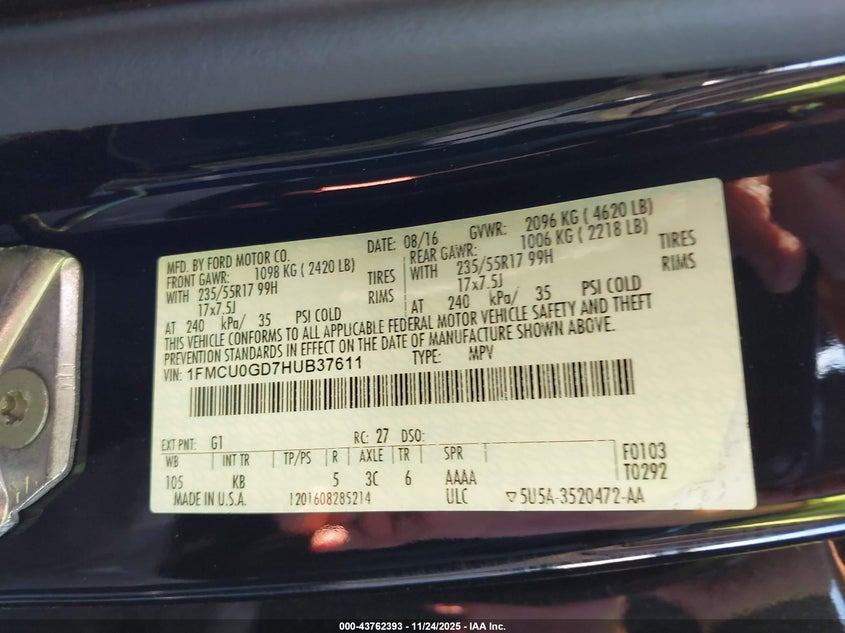 MFD. BY FORD MOTOR CO. DATE: 08/16 GVWR: 2096 KG ( 4620 LB)
FRONT GAWR: 1098 KG ( 2420 LB) REAR GAWR: 1006 KG ( 2218 LB)
WITH 235/55R17 99H TIRES WITH 235/55R17 99H TIRES
17x7.5J RIMS 17x7.5J RIMS
AT 240 kPa/ 35 PSI COLD AT 240 kPa/ 35 PSI COLD
THIS VEHICLE CONFORMS TO ALL APPLICABLE FEDERAL MOTOR VEHICLE SAFETY AND THEFT
PREVENTION STANDARDS IN EFFECT ON THE DATE OF MANUFACTURE SHOWN ABOVE.
VIN: 1FMCU0GD7HUB37611 TYPE: MPV
EXT PNT: G1 RC: 27 DSO:
WB INT TR TP/PS R AXLE TR SPR F0103
105 KB 5 3C 6 AAAA T0292
MADE IN U.S.A. 120160828S214 ULC ▽5U5A-3520472-AA
000-43762393 - 11/24/2025 - IAA Inc.